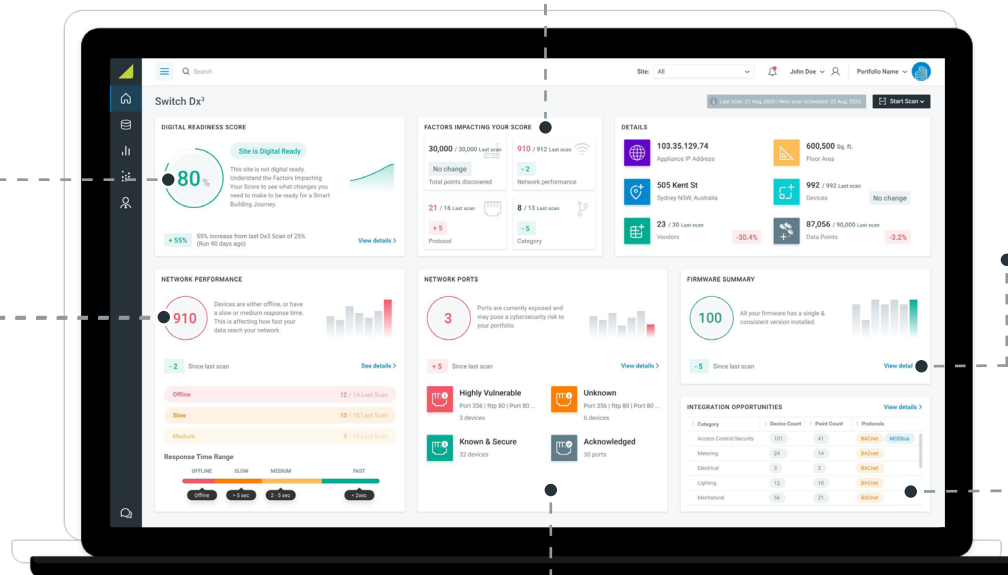 Search
Site: All
John Doe
Portfolio Name
Switch Dx³
Last scan: 21 Aug, 2020 | Next scan scheduled: 22 Aug, 2020
Start Scan
DIGITAL READINESS SCORE
80 %
Site is Digital Ready
This site is not digital ready.
Understand the Factors Impacting
Your Score to see what changes you
need to make to be ready for a Smart
Building Journey.
+ 55%
55% increase from last Dx3 Scan of 25%
(Run 90 days ago)
View details >
FACTORS IMPACTING YOUR SCORE
30,000 / 30,000 Last scan
No change
Total points discovered
910 / 912 Last scan
- 2
Network performance
21 / 16 Last scan
+ 5
Protocol
8 / 13 Last scan
- 5
Category
DETAILS
103.35.129.74
Appliance IP Address
600,500 Sq. ft.
Floor Area
505 Kent St
Sydney NSW, Australia
992 / 992 Last scan
Devices
No change
23 / 30 Last scan
Vendors
-30.4%
87,056 / 90,000 Last scan
Data Points
-3.2%
NETWORK PERFORMANCE
910
Devices are either offline, or have
a slow or medium response time.
This is affecting how fast your
data reach your network.
- 2 Since last scan
See details >
Offline 12 / 14 Last Scan
Slow 10 / 10 Last Scan
Medium 8 / 10 Last Scan
Response Time Range
OFFLINE SLOW MEDIUM FAST
Offline + 5 sec 2 - 5 sec < 2sec
NETWORK PORTS
3
Ports are currently exposed and
may pose a cybersecurity risk to
your portfolio.
+ 5 Since last scan
View details >
Highly Vulnerable
Port 356 | fttp 80 | Port 80 ...
3 devices
Unknown
Port 356 | fttp 80 | Port 80 ...
6 devices
Known & Secure
32 devices
Acknowledged
30 ports
FIRMWARE SUMMARY
100
All your firmware has a single &
consistent version installed.
- 5 Since last scan
View detai
INTEGRATION OPPORTUNITIES
View details >
Category Device Count Point Count Protocols
Access Control/Security 101 41 BACnet MODbus
Metering 24 14 BACnet
Electrical 3 2 BACnet
Lighting 12 10 BACnet
Mechatical 56 21 BACnet